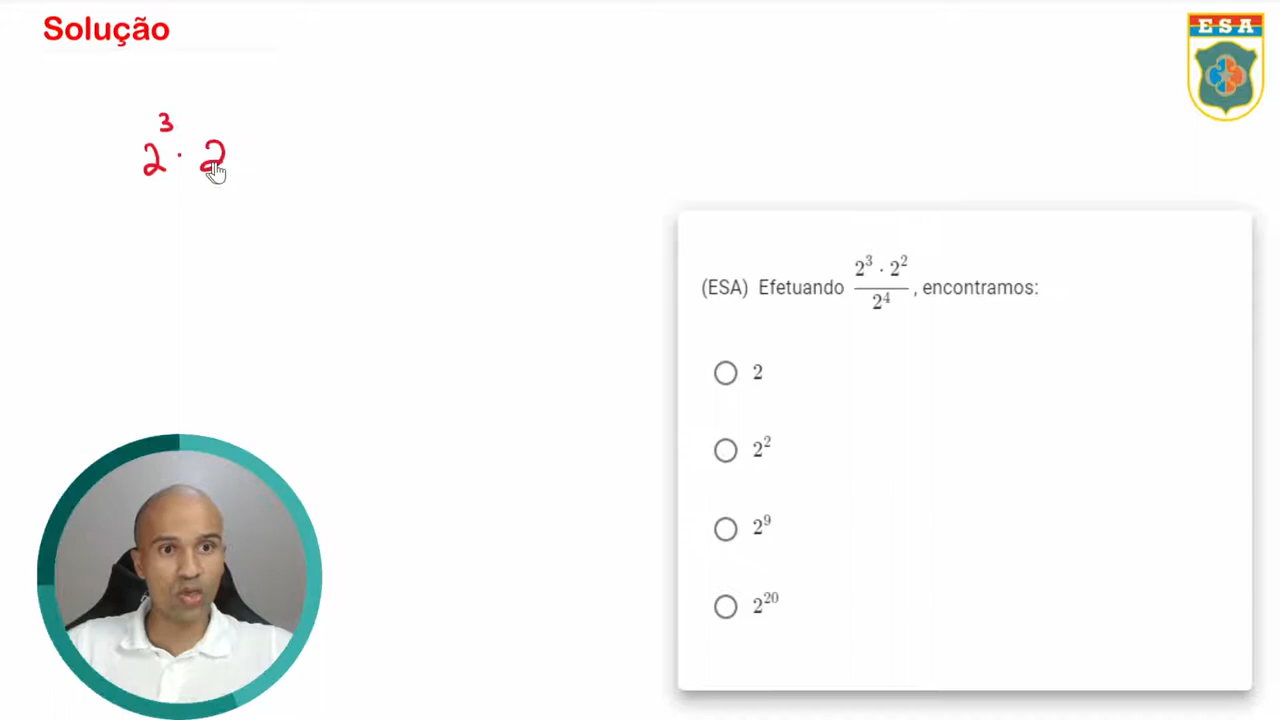 Solução
ESA
2³ · 2
(ESA) Efetuando (2³ · 2²)/2⁴, encontramos:
2
2²
2⁹
2²⁰